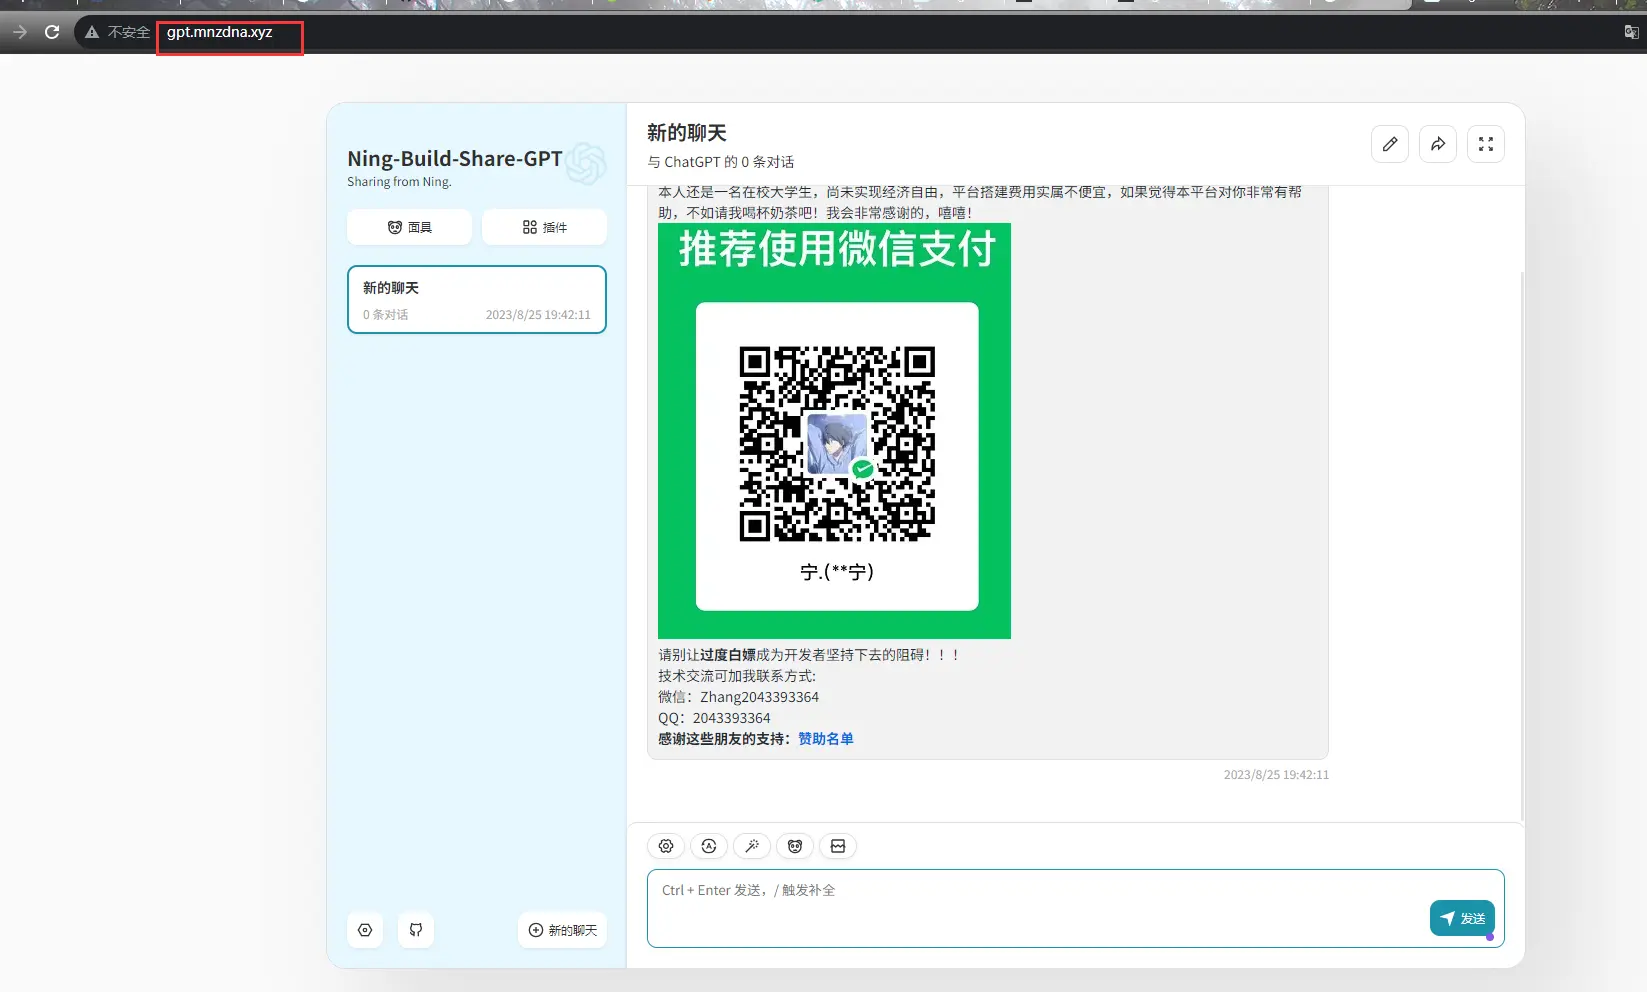 不安全 gpt.mnzdna.xyz
Ning-Build-Share-GPT
Sharing from Ning.
面具
插件
新的聊天
0 条对话 2023/8/25 19:42:11
新的聊天
与 ChatGPT 的 0 条对话
本人还是一名在校大学生，尚未实现经济自由，平台搭建费用实属不便宜，如果觉得本平台对你非常有帮
助，不如请我喝杯奶茶吧！我会非常感谢的，嘻嘻！
推荐使用微信支付
宁.(**宁)
请别让过度白嫖成为开发者坚持下去的阻碍！！！
技术交流可加我联系方式:
微信：Zhang2043393364
QQ：2043393364
感谢这些朋友的支持：赞助名单
2023/8/25 19:42:11
Ctrl + Enter 发送，/ 触发补全
发送
新的聊天